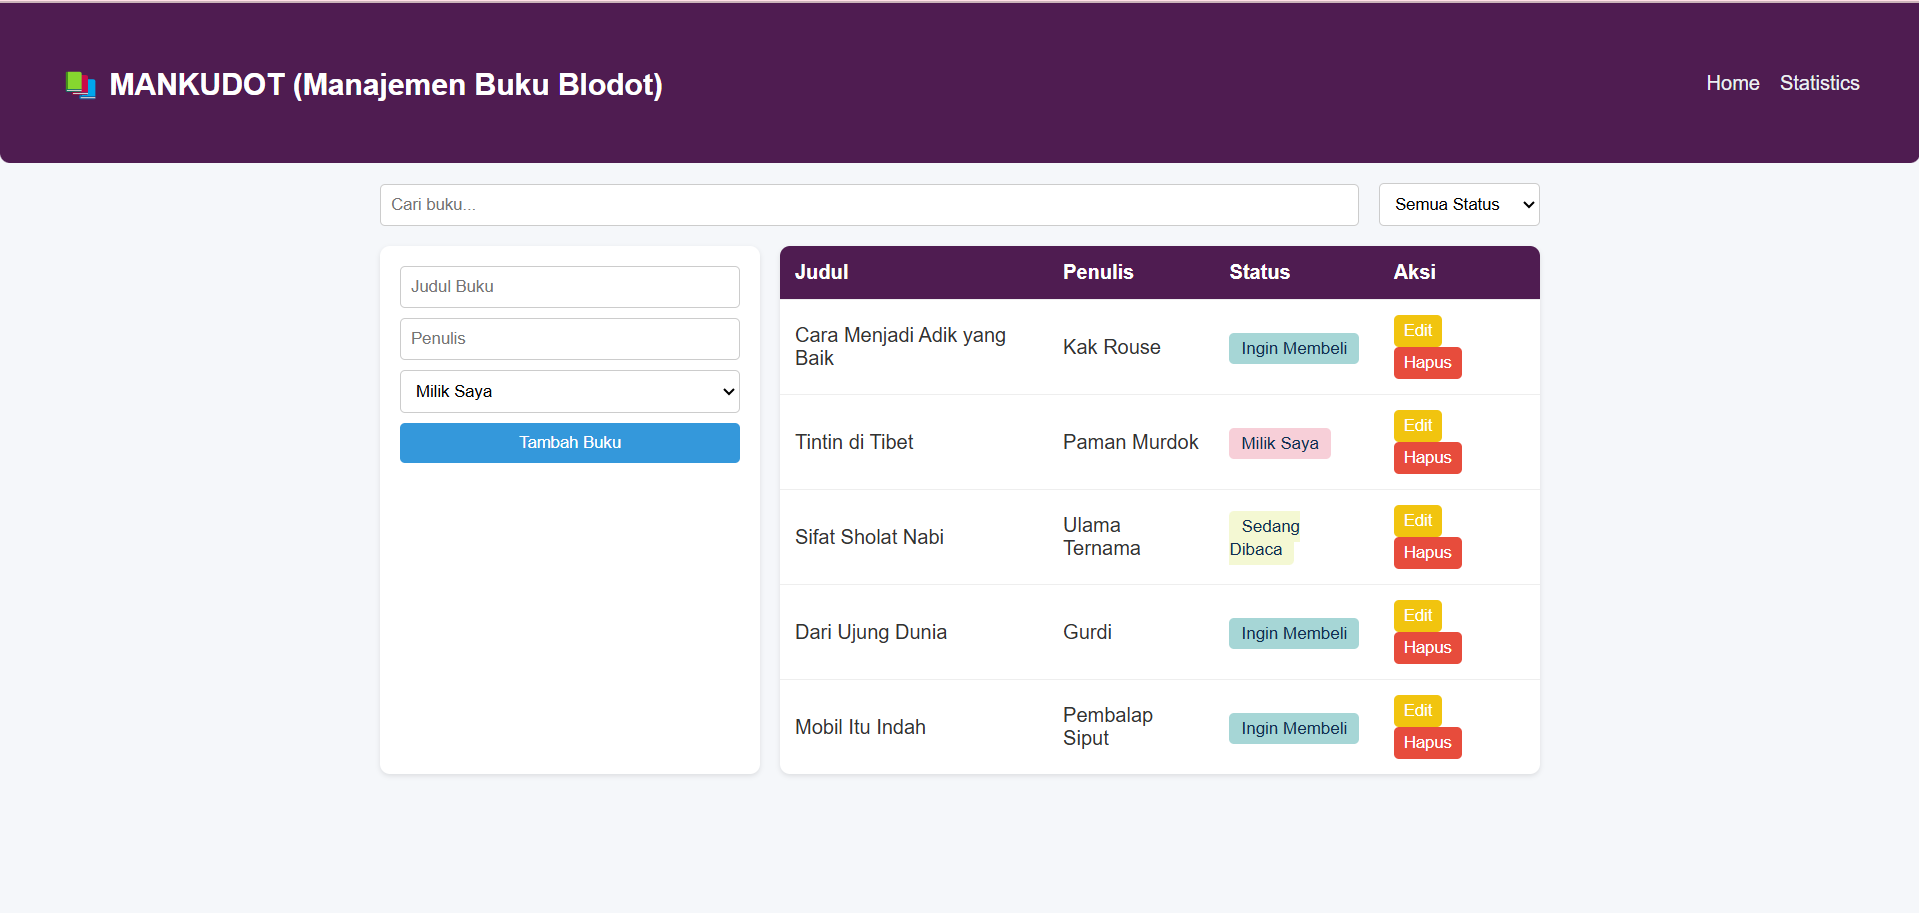 MANKUDOT (Manajemen Buku Blodot)
Home Statistics
Cari buku...
Semua Status
Judul Buku
Penulis
Milik Saya
Tambah Buku
Judul Penulis Status Aksi
Cara Menjadi Adik yang
Baik
Kak Rouse
Ingin Membeli
Edit
Hapus
Tintin di Tibet
Paman Murdok
Milik Saya
Edit
Hapus
Sifat Sholat Nabi
Ulama
Ternama
Sedang
Dibaca
Edit
Hapus
Dari Ujung Dunia
Gurdi
Ingin Membeli
Edit
Hapus
Mobil Itu Indah
Pembalap
Siput
Ingin Membeli
Edit
Hapus